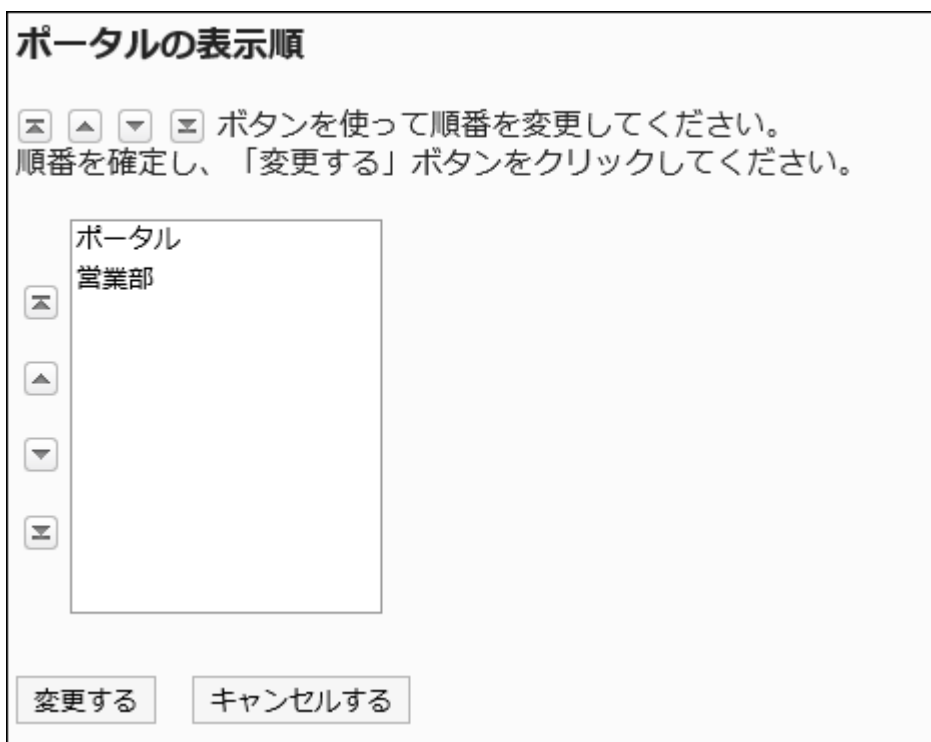 ポータルの表示順
ボタンを使って順番を変更してください。
順番を確定し、「変更する」ボタンをクリックしてください。
ポータル
営業部
変更する
キャンセルする